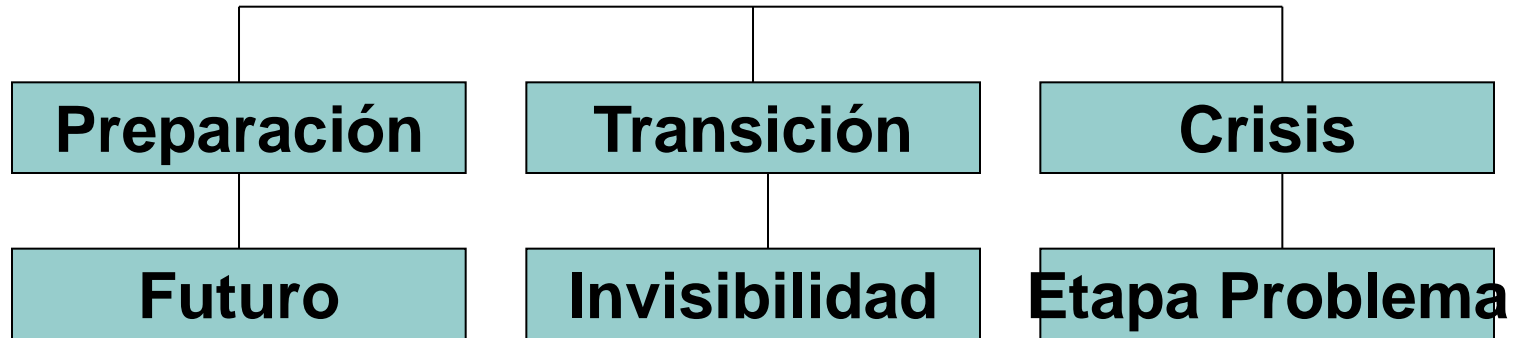 Preparación
Transición
Crisis
Futuro
Invisibilidad
Etapa Problema